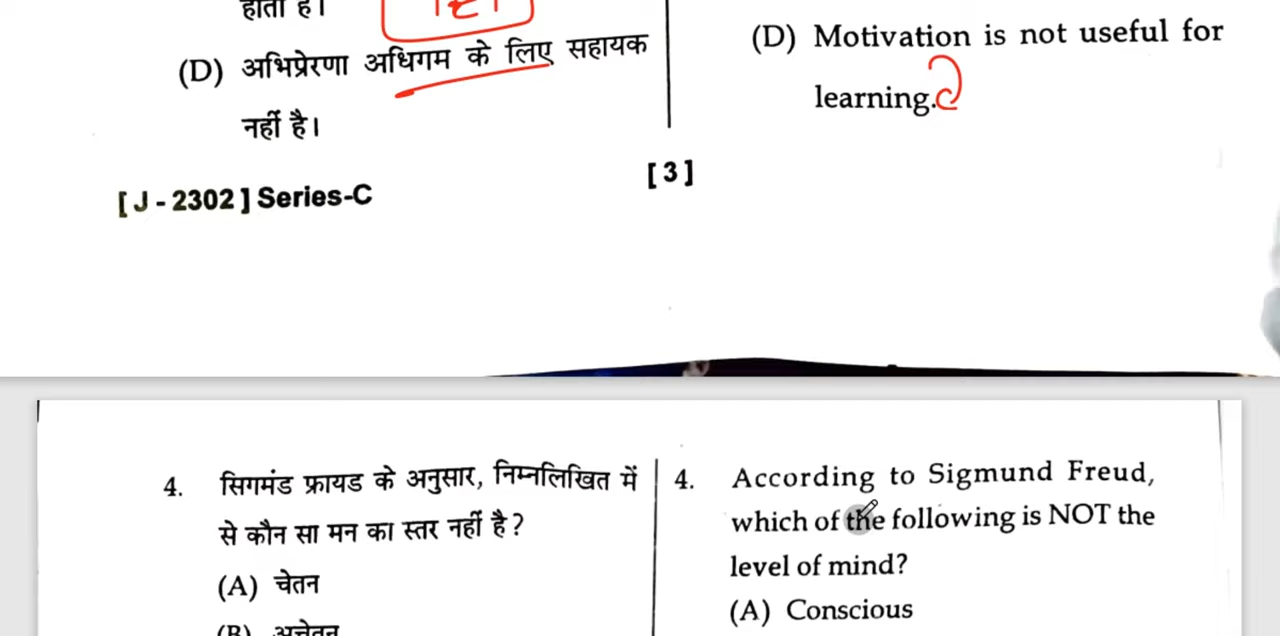 होता है।
(D) अभिप्रेरणा अधिगम के लिए सहायक
नहीं है।
(D) Motivation is not useful for
learning.
[ J - 2302 ] Series-C
[ 3 ]
4. सिगमंड फ्रायड के अनुसार, निम्नलिखित में
से कौन सा मन का स्तर नहीं है?
(A) चेतन
(B) अचेतन
4. According to Sigmund Freud,
which of the following is NOT the
level of mind?
(A) Conscious